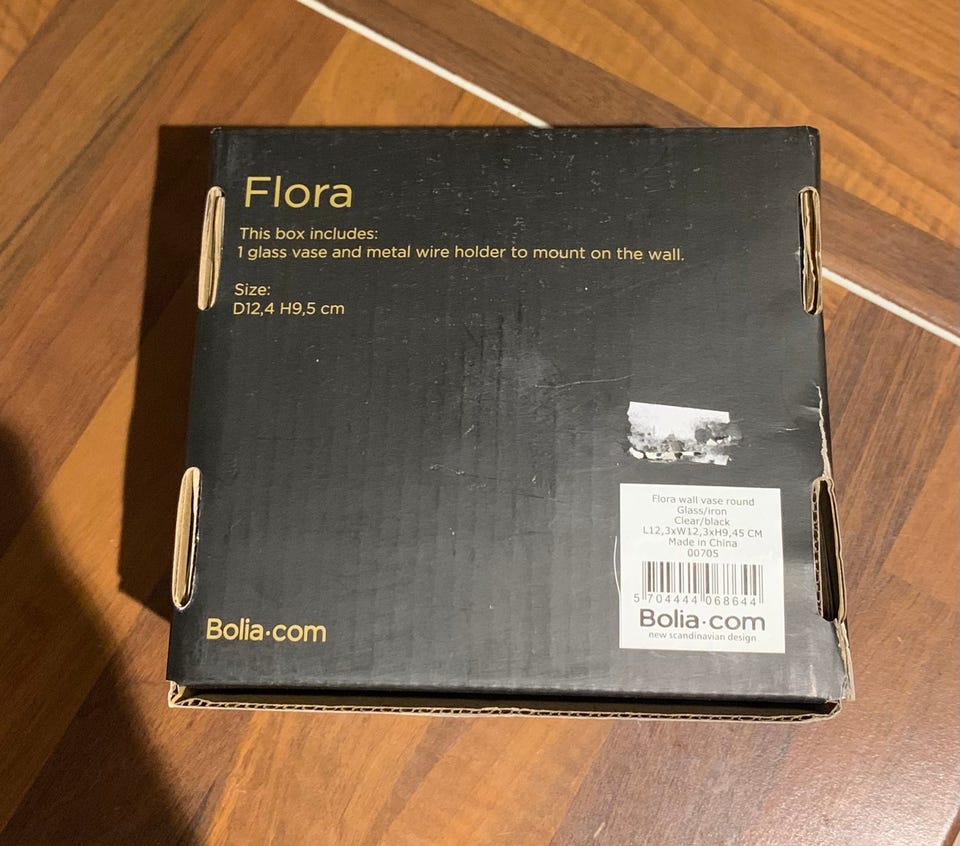 Flora
This box includes:
1 glass vase and metal wire holder to mount on the wall.
Size:
D12,4 H9,5 cm
Flora wall vase round
Glass/iron
Clear/black
L12,3xW12,3xH9,45 CM
Made in China
00705
5 704444 068644
Bolia.com
new scandinavian design
Bolia.com